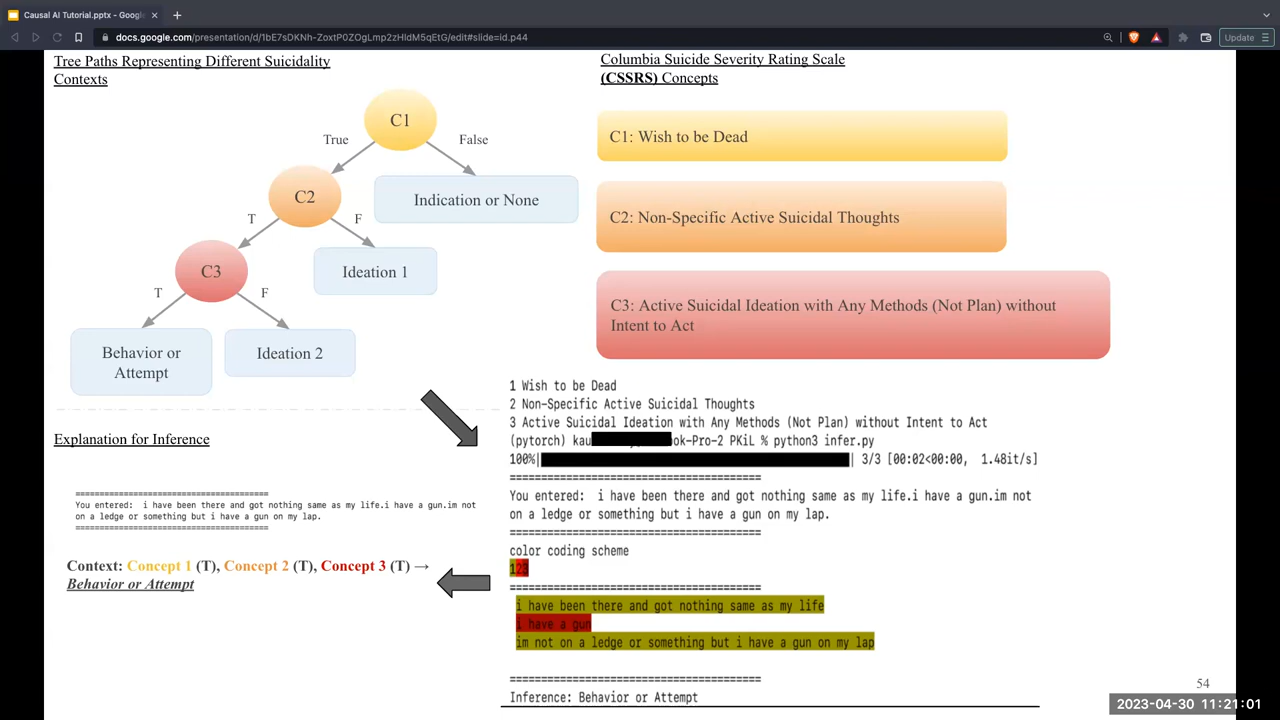 Causal AI Tutorial.pptx - Googl
docs.google.com/presentation/d/1bE7sDKNh-ZoxtP0ZOgLmp2zHldM5qEtG/edit#slide=id.p44
Update
Tree Paths Representing Different Suicidality
Contexts
C1
True
False
C2
Indication or None
T
F
C3
Ideation 1
T
F
Behavior or
Attempt
Ideation 2
Columbia Suicide Severity Rating Scale
(CSSRS) Concepts
C1: Wish to be Dead
C2: Non-Specific Active Suicidal Thoughts
C3: Active Suicidal Ideation with Any Methods (Not Plan) without
Intent to Act
Explanation for Inference
=======================================
You entered:  i have been there and got nothing same as my life.i have a gun.im not
on a ledge or something but i have a gun on my lap.
=======================================
Context: Concept 1 (T), Concept 2 (T), Concept 3 (T) →
Behavior or Attempt
1 Wish to be Dead
2 Non-Specific Active Suicidal Thoughts
3 Active Suicidal Ideation with Any Methods (Not Plan) without Intent to Act
(pytorch) kau ok-Pro-2 PKiL % python3 infer.py
100%| | 3/3 [00:02<00:00,  1.48it/s]
=======================================
You entered:  i have been there and got nothing same as my life.i have a gun.im not
on a ledge or something but i have a gun on my lap.
=======================================
color coding scheme
123
=======================================
i have been there and got nothing same as my life
i have a gun
im not on a ledge or something but i have a gun on my lap
=======================================
Inference: Behavior or Attempt
54
2023-04-30 11:21:01